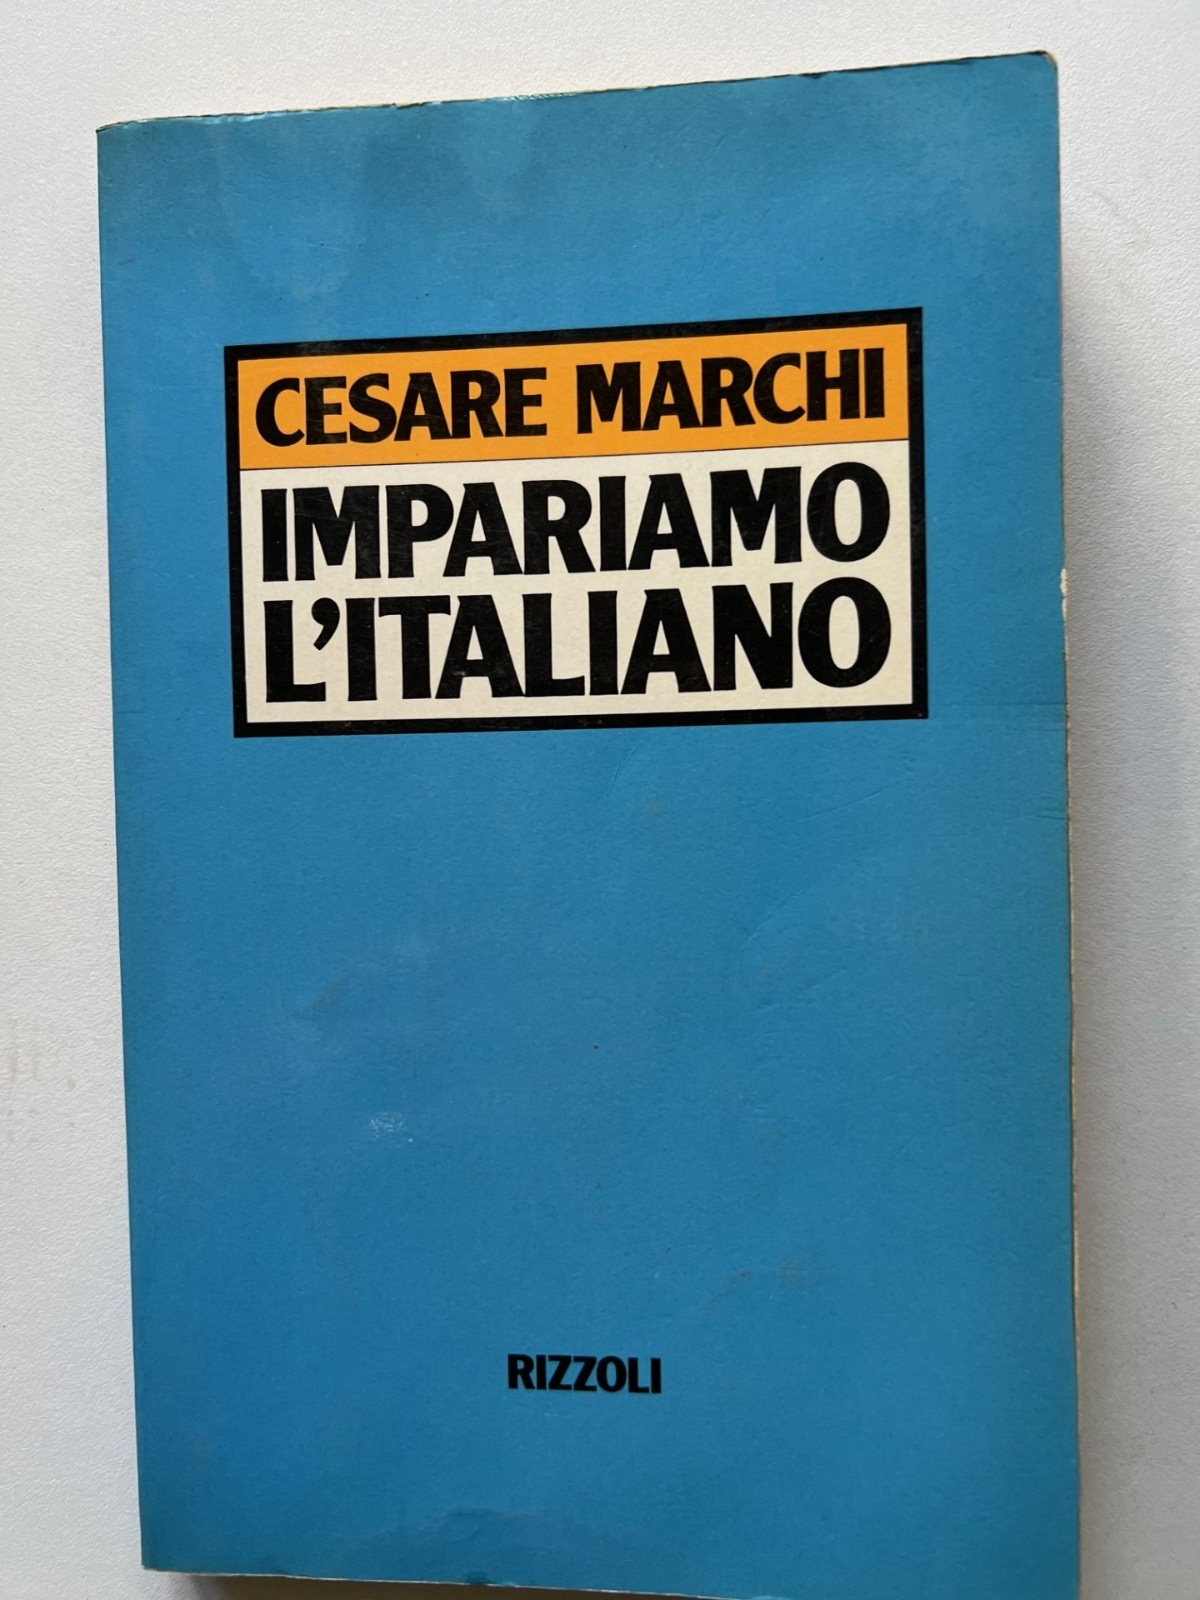 CESARE MARCHI
IMPARIAMO
L'ITALIANO
RIZZOLI